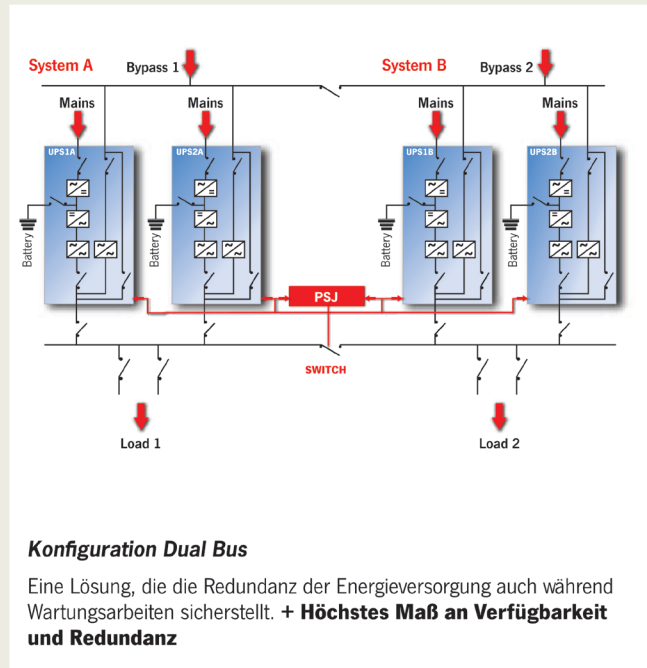 System A
Bypass 1
System B
Bypass 2
Mains
Mains
Mains
Mains
UPS1A
UPS2A
UPS1B
UPS2B
Battery
Battery
Battery
Battery
PSJ
SWITCH
Load 1
Load 2
Konfiguration Dual Bus
Eine Lösung, die die Redundanz der Energieversorgung auch während
Wartungsarbeiten sicherstellt. + Höchstes Maß an Verfügbarkeit
und Redundanz